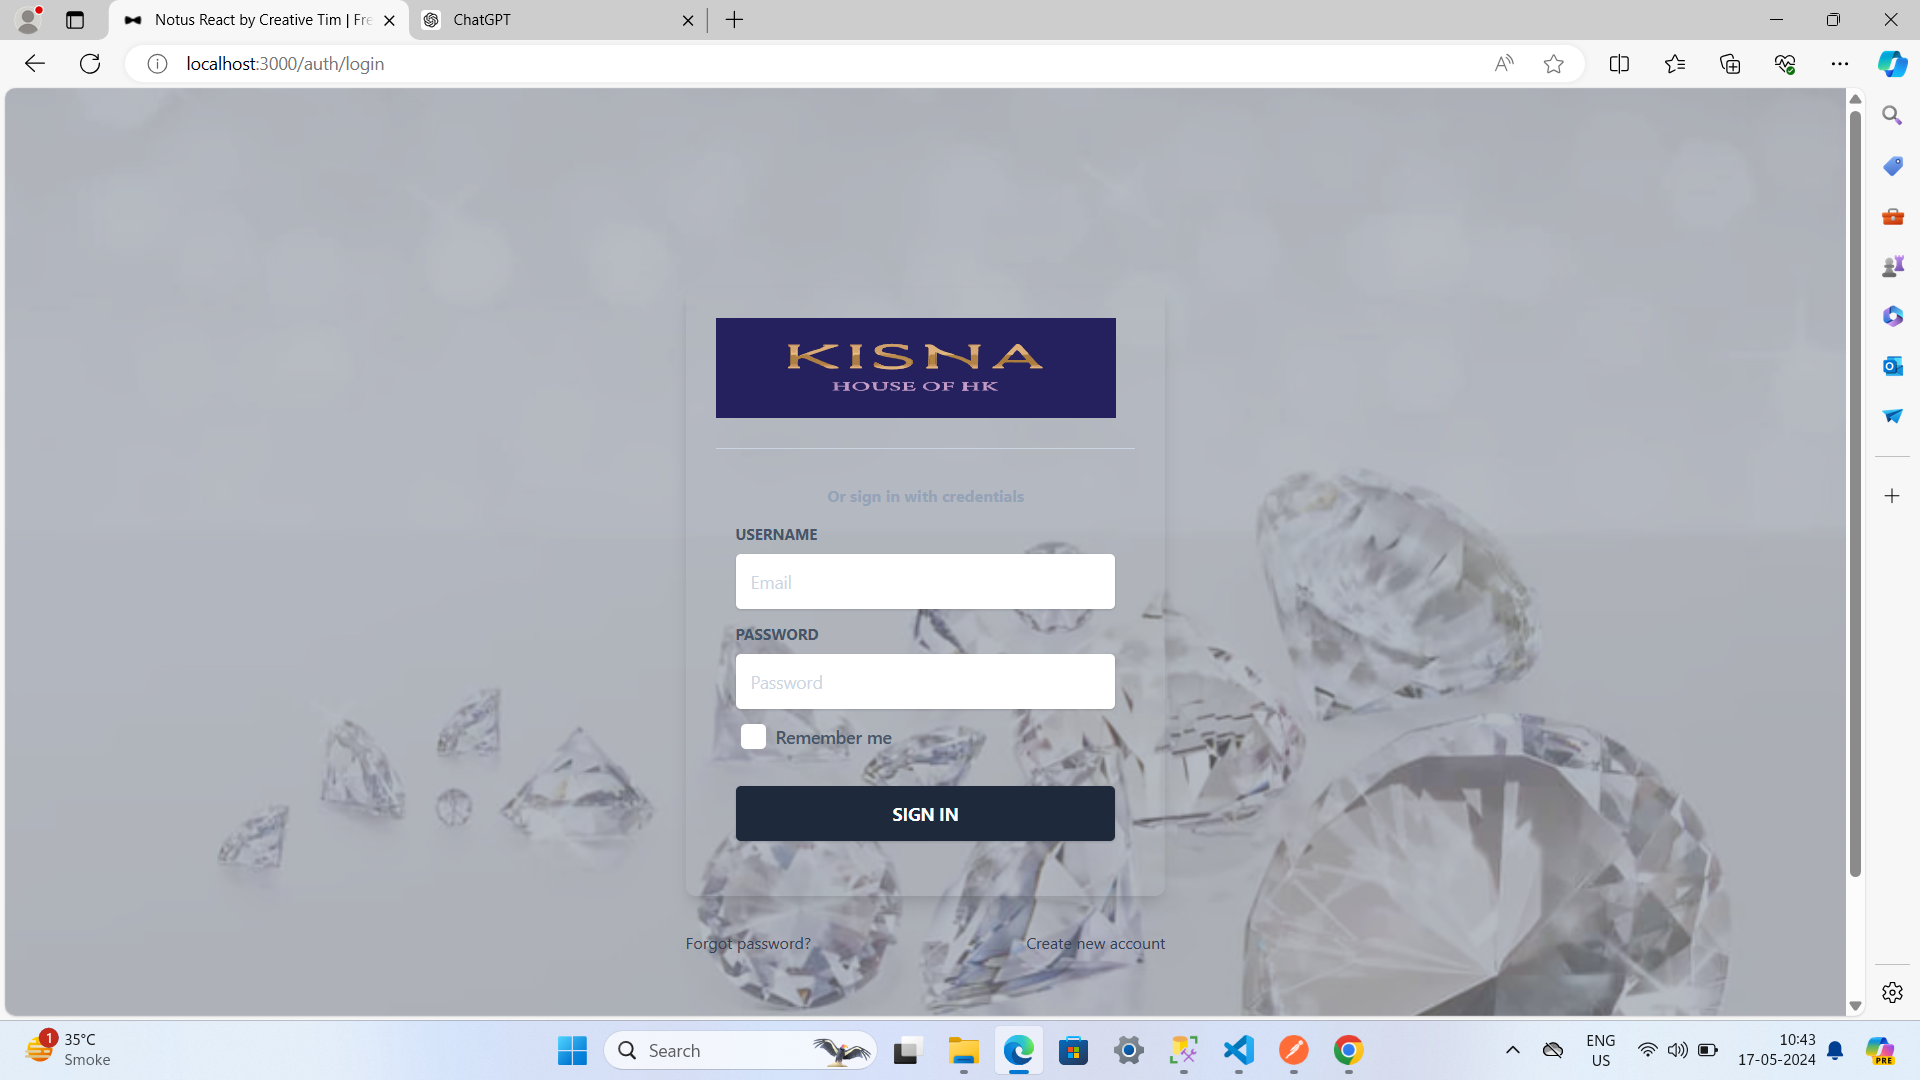 Notus React by Creative Tim | Fre
ChatGPT
localhost:3000/auth/login
KISNA
HOUSE OF HK
Or sign in with credentials
USERNAME
Email
PASSWORD
Password
Remember me
SIGN IN
Forgot password?
Create new account
1
35°C
Smoke
Search
ENG
US
10:43
17-05-2024
PRE